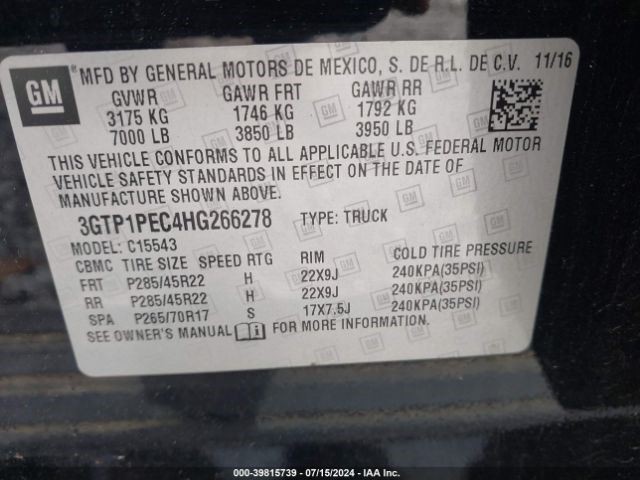 GM
®
MFD BY GENERAL MOTORS DE MEXICO, S. DE R.L. DE C.V. 11/16
GVWR GAWR FRT GAWR RR
3175 KG 1746 KG 1792 KG
7000 LB 3850 LB 3950 LB
THIS VEHICLE CONFORMS TO ALL APPLICABLE U.S. FEDERAL MOTOR
VEHICLE SAFETY STANDARDS IN EFFECT ON THE DATE OF
MANUFACTURE SHOWN ABOVE.
3GTP1PEC4HG266278 TYPE: TRUCK
MODEL: C15543
CBMC TIRE SIZE SPEED RTG RIM COLD TIRE PRESSURE
FRT P285/45R22 H 22X9J 240KPA(35PSI)
RR P285/45R22 H 22X9J 240KPA(35PSI)
SPA P265/70R17 S 17X7.5J 240KPA(35PSI)
SEE OWNER'S MANUAL FOR MORE INFORMATION.
000-39815739 - 07/15/2024 - IAA Inc.